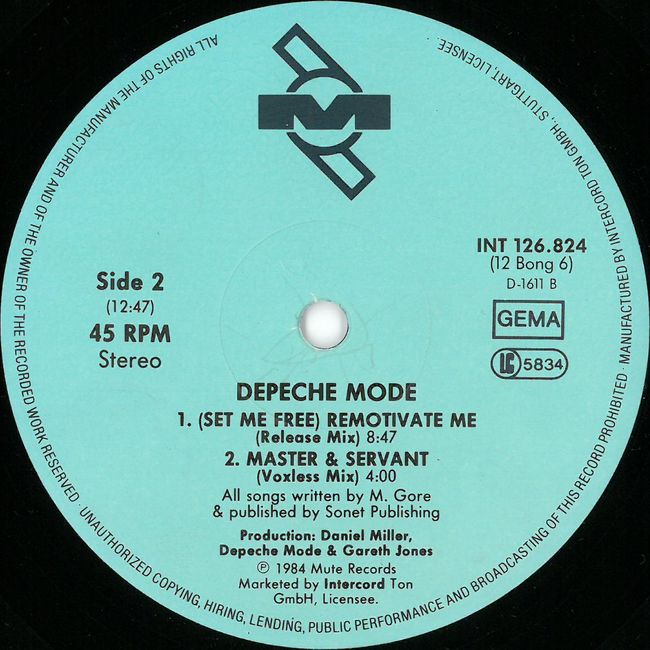 ALL RIGHTS OF THE MANUFACTURER AND OF THE OWNER OF THE RECORDED WORK RESERVED · UNAUTHORIZED COPYING, HIRING, LENDING, PUBLIC PERFORMANCE AND BROADCASTING OF THIS RECORD PROHIBITED · MANUFACTURED BY INTERCORD TON GMBH., STUTTGART, LICENSEE.
M
Side 2
(12:47)
45 RPM
Stereo
INT 126.824
(12 Bong 6)
D-1611 B
GEMA
LC 5834
DEPECHE MODE
1. (SET ME FREE) REMOTIVATE ME
(Release Mix) 8:47
2. MASTER & SERVANT
(Voxless Mix) 4:00
All songs written by M. Gore
& published by Sonet Publishing
Production: Daniel Miller,
Depeche Mode & Gareth Jones
℗ 1984 Mute Records
Marketed by Intercord Ton
GmbH, Licensee.